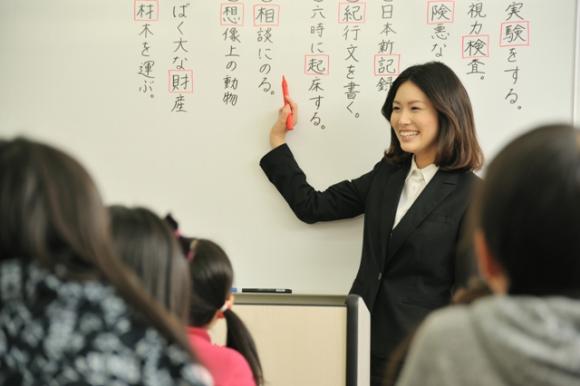 実験をする。
視力検査。
険悪な
日本新記録
紀行文を書く。
六時に起床する。
相談にのる。
想像上の動物
ばく大な財産
材木を運ぶ。